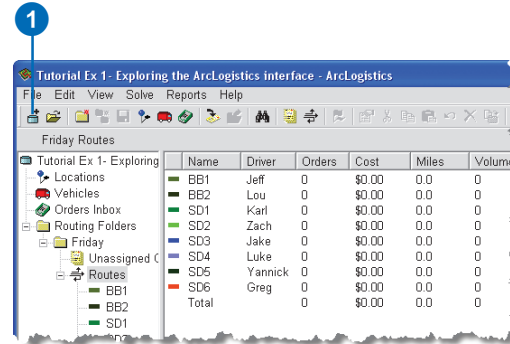 1
Tutorial Ex 1- Exploring the ArcLogistics interface - ArcLogistics
File Edit View Solve Reports Help
Friday Routes
Tutorial Ex 1- Exploring
Locations
Vehicles
Orders Inbox
Routing Folders
Friday
Unassigned
Routes
BB1
BB2
SD1
Name Driver Orders Cost Miles Volum
BB1 Jeff 0 $0.00 0.0 0
BB2 Lou 0 $0.00 0.0 0
SD1 Karl 0 $0.00 0.0 0
SD2 Zach 0 $0.00 0.0 0
SD3 Jake 0 $0.00 0.0 0
SD4 Luke 0 $0.00 0.0 0
SD5 Yannick 0 $0.00 0.0 0
SD6 Greg 0 $0.00 0.0 0
Total 0 $0.00 0.0 0